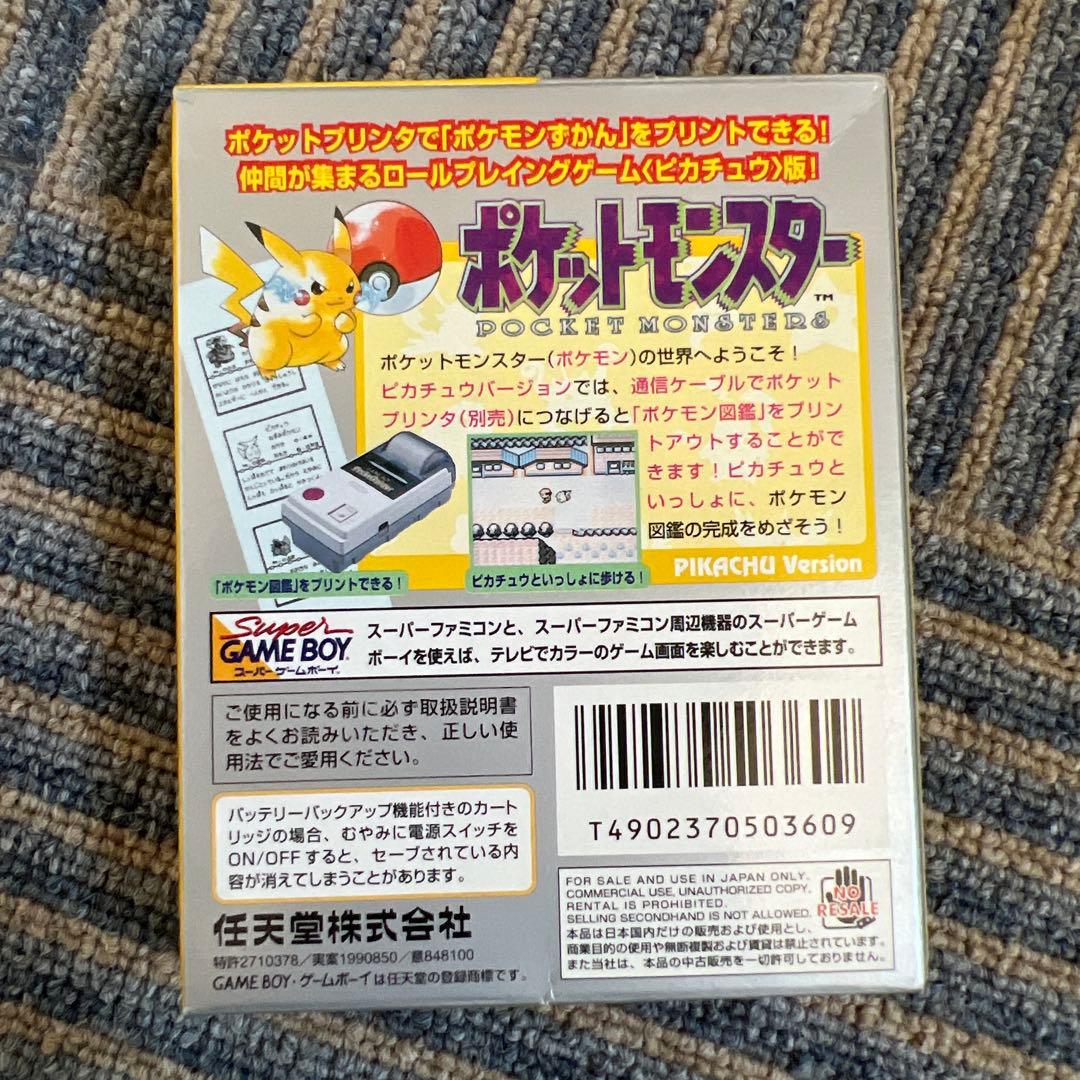 ポケットプリンタで「ポケモンずかん」をプリントできる!
仲間が集まるロールプレイングゲーム〈ピカチュウ〉版!
ポケットモンスター™
POCKET MONSTERS
ポケットモンスター(ポケモン)の世界へようこそ!
ピカチュウバージョンでは、通信ケーブルでポケット
プリンタ(別売)につなげると「ポケモン図鑑」をプリン
トアウトすることがで
きます!ピカチュウと
いっしょに、ポケモン
図鑑の完成をめざそう!
PIKACHU Version
「ポケモン図鑑」をプリントできる!
ピカチュウといっしょに歩ける!
Super
GAME BOY
スーパーゲームボーイ™
スーパーファミコンと、スーパーファミコン周辺機器のスーパーゲーム
ボーイを使えば、テレビでカラーのゲーム画面を楽しむことができます。
ご使用になる前に必ず取扱説明書
をよくお読みいただき、正しい使
用法でご愛用ください。
バッテリーバックアップ機能付きのカート
リッジの場合、むやみに電源スイッチを
ON/OFFすると、セーブされている内
容が消えてしまうことがあります。
任天堂株式会社
特許2710378/実案1990850/意848100
GAME BOY・ゲームボーイは任天堂の登録商標です。
T4902370503609
FOR SALE AND USE IN JAPAN ONLY.
COMMERCIAL USE, UNAUTHORIZED COPY,
RENTAL IS PROHIBITED.
SELLING SECONDHAND IS NOT ALLOWED.
NO
RESALE
本品は日本国内だけの販売および使用とし、
商業目的の使用や無断複製および賃貸は禁止されています。
また当社は、本品の中古販売を一切許可しておりません。